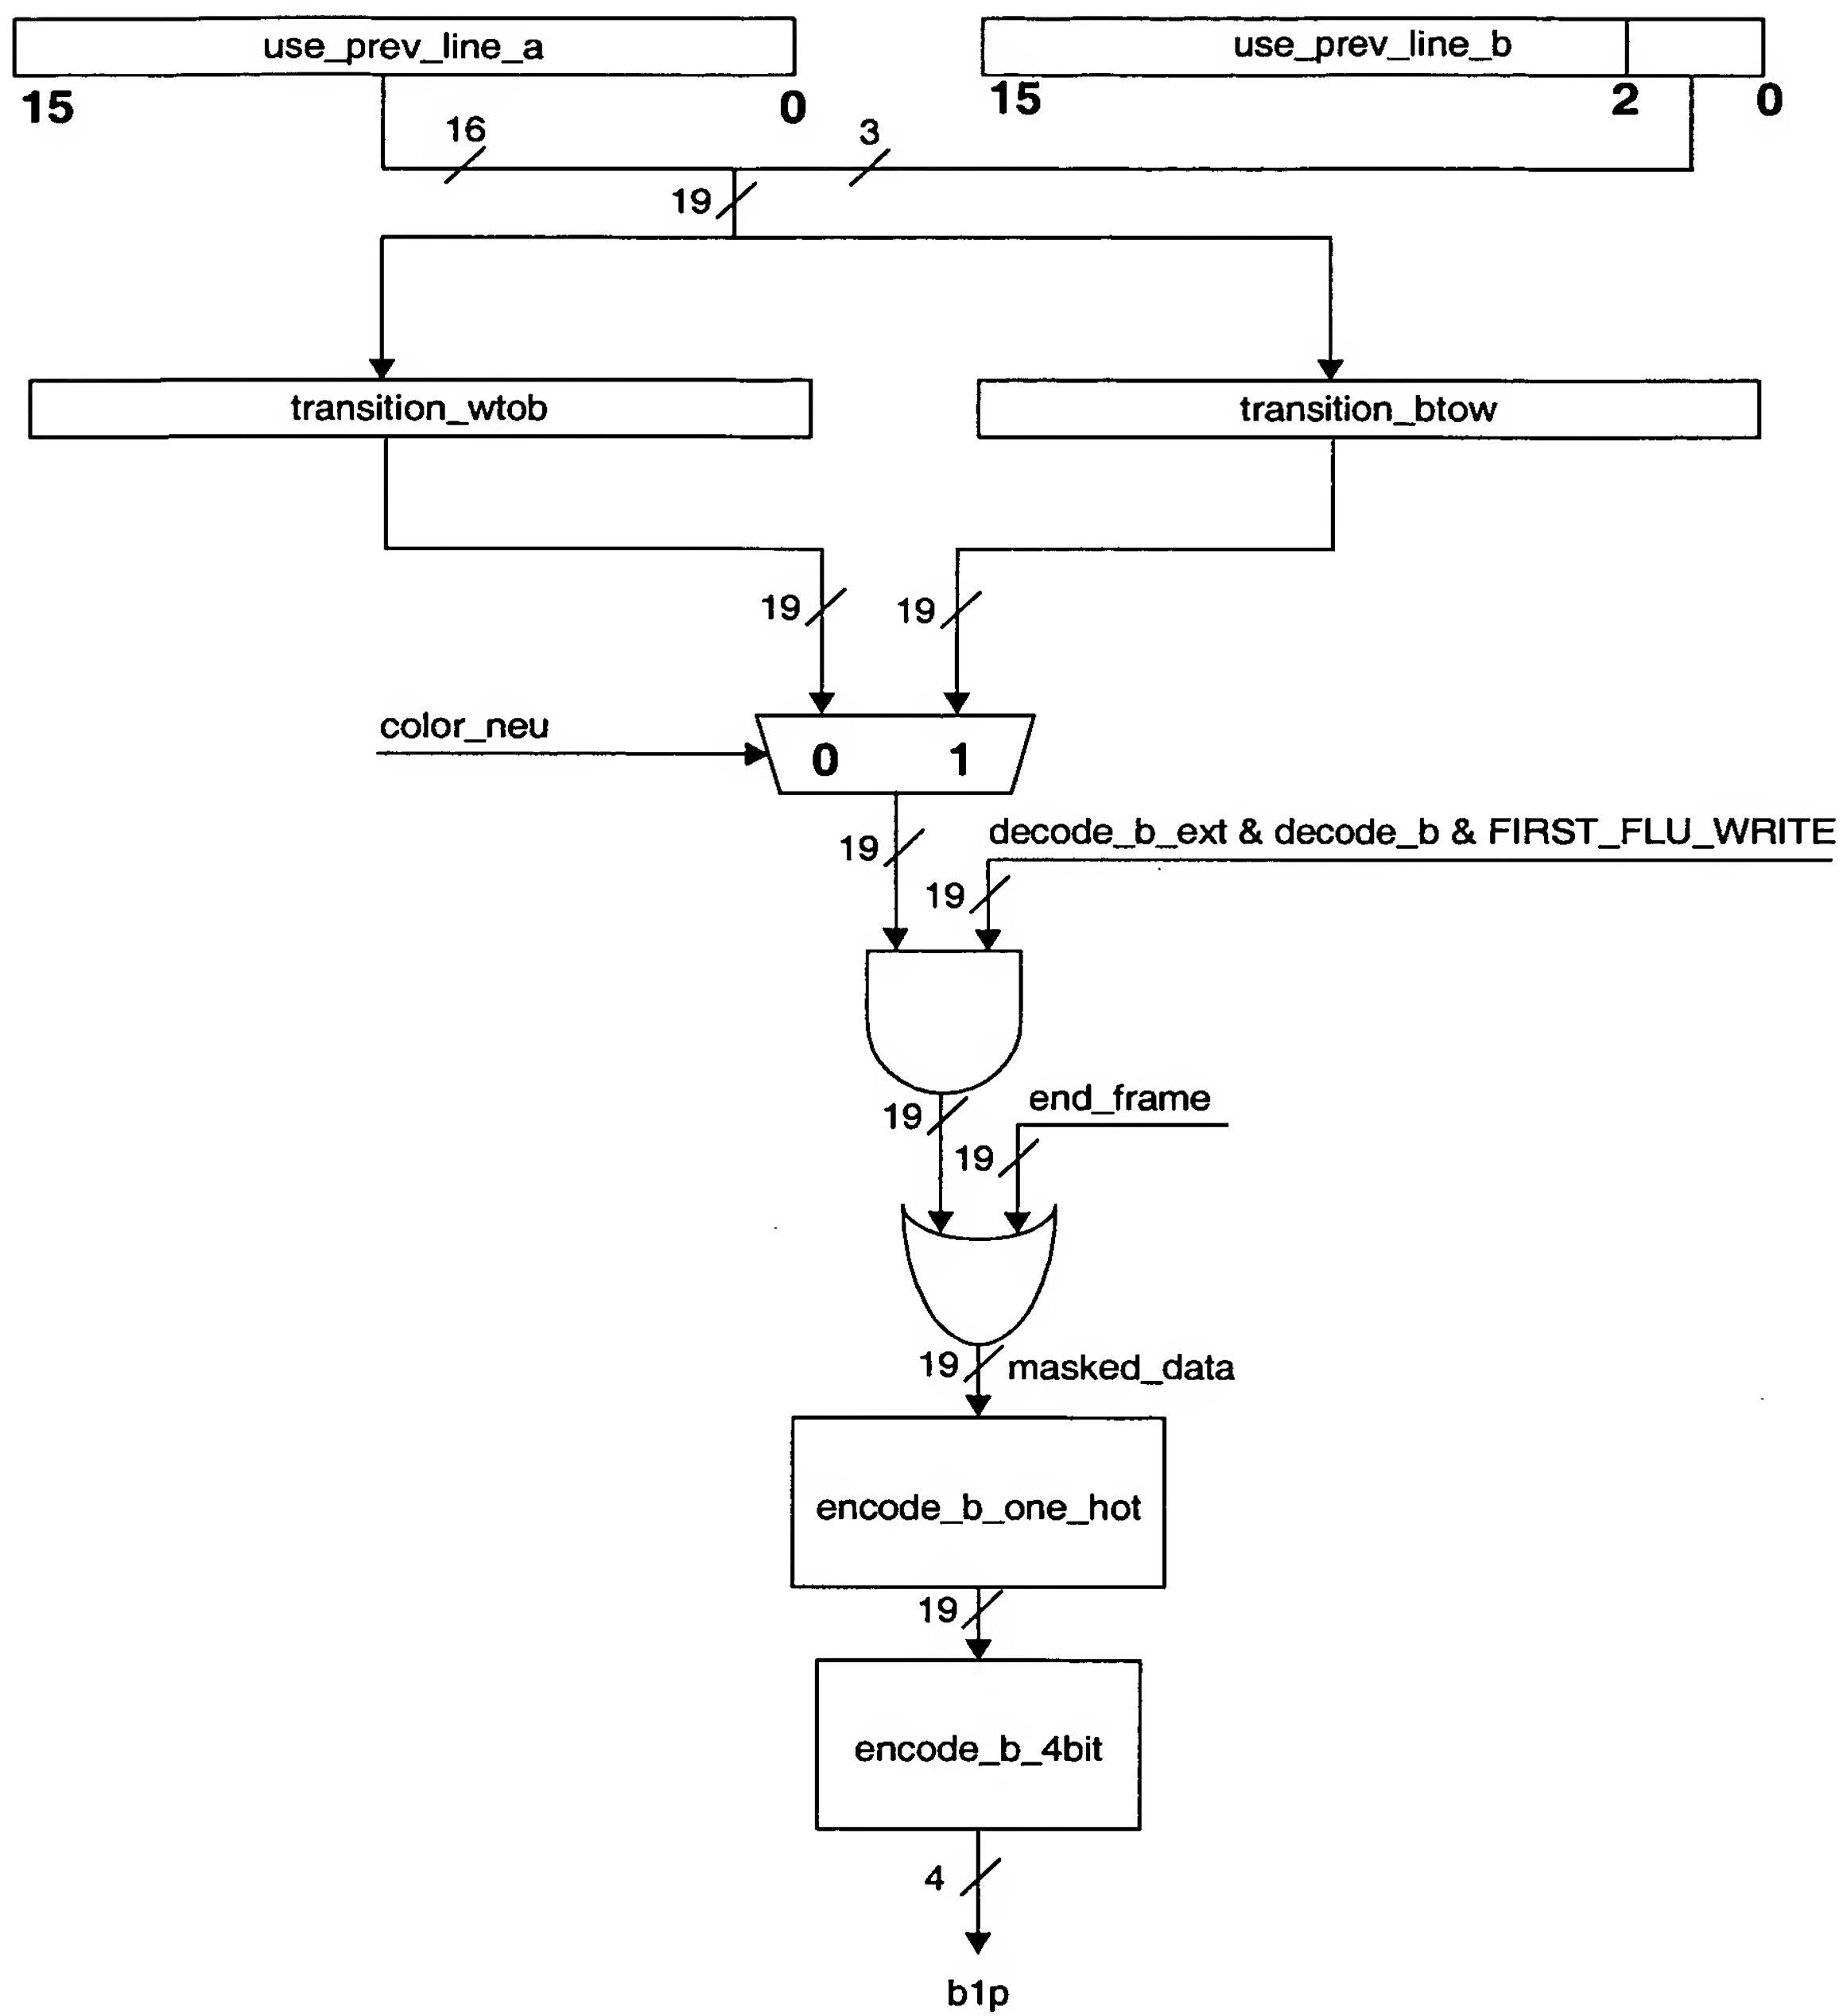 use_prev_line_a
use_prev_line_b
15
0
15
2
0
16
3
19
transition_wtob
transition_btow
19
19
color_neu
0
1
decode_b_ext & decode_b & FIRST_FLU_WRITE
19
19
end_frame
19
19
19
masked_data
encode_b_one_hot
19
encode_b_4bit
4
b1p